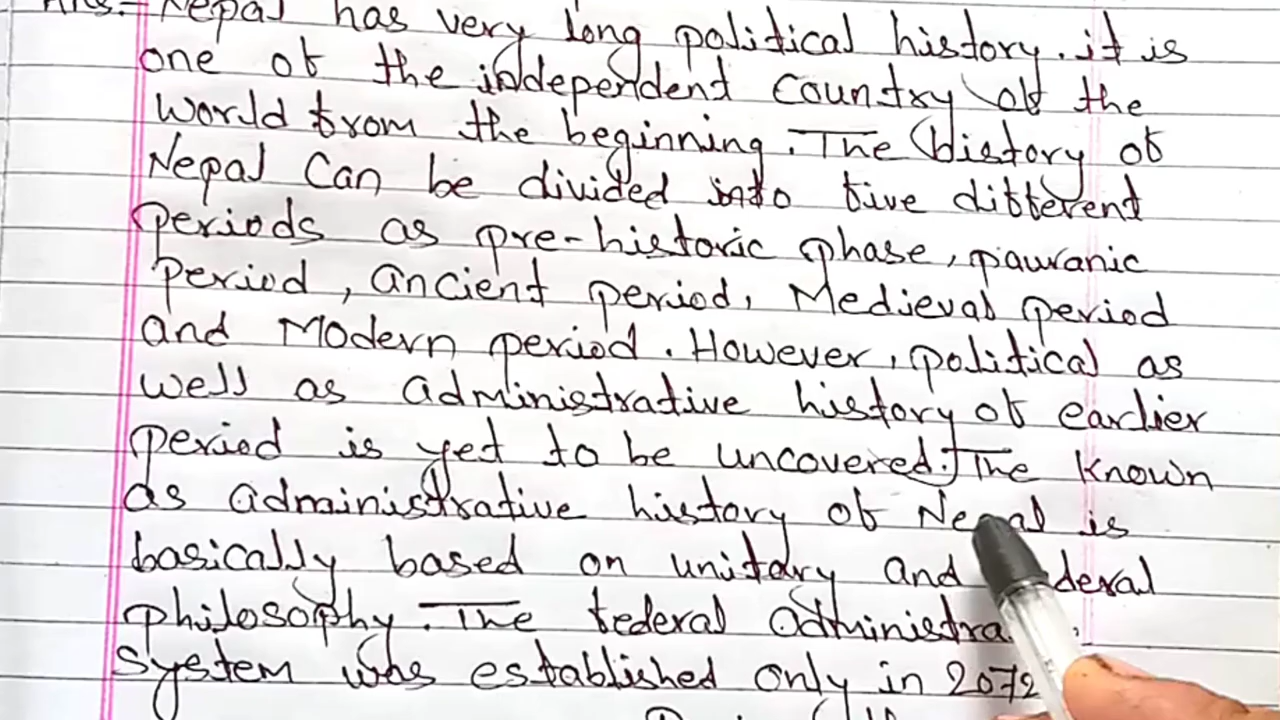 Ans:- Nepal has very long political history. it is
one of the independent Country of the
World from the beginning. The History of
Nepal Can be divided into five different
periods as pre-historic phase, pauranic
period, ancient period, Medieval period
and Modern period. However, political as
well as administrative history of earlier
period is yet to be uncovered. The Known
as administrative history of Nepal is
basically based on unitary and deral
philosophy. The federal administra
system was established only in 2072